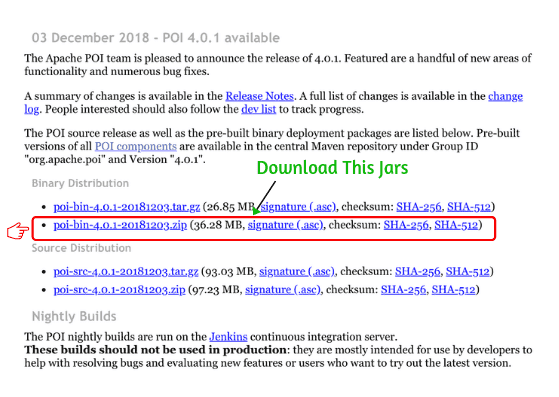 03 December 2018 - POI 4.0.1 available
The Apache POI team is pleased to announce the release of 4.0.1. Featured are a handful of new areas of
functionality and numerous bug fixes.
A summary of changes is available in the Release Notes. A full list of changes is available in the change
log. People interested should also follow the dev list to track progress.
The POI source release as well as the pre-built binary deployment packages are listed below. Pre-built
versions of all POI components are available in the central Maven repository under Group ID
"org.apache.poi" and Version "4.0.1".
Download This Jars
Binary Distribution
• poi-bin-4.0.1-20181203.tar.gz (26.85 MB, signature (.asc), checksum: SHA-256, SHA-512)
• poi-bin-4.0.1-20181203.zip (36.28 MB, signature (.asc), checksum: SHA-256, SHA-512)
Source Distribution
• poi-src-4.0.1-20181203.tar.gz (93.03 MB, signature (.asc), checksum: SHA-256, SHA-512)
• poi-src-4.0.1-20181203.zip (97.23 MB, signature (.asc), checksum: SHA-256, SHA-512)
Nightly Builds
The POI nightly builds are run on the Jenkins continuous integration server.
These builds should not be used in production: they are mostly intended for use by developers to
help with resolving bugs and evaluating new features or users who want to try out the latest version.